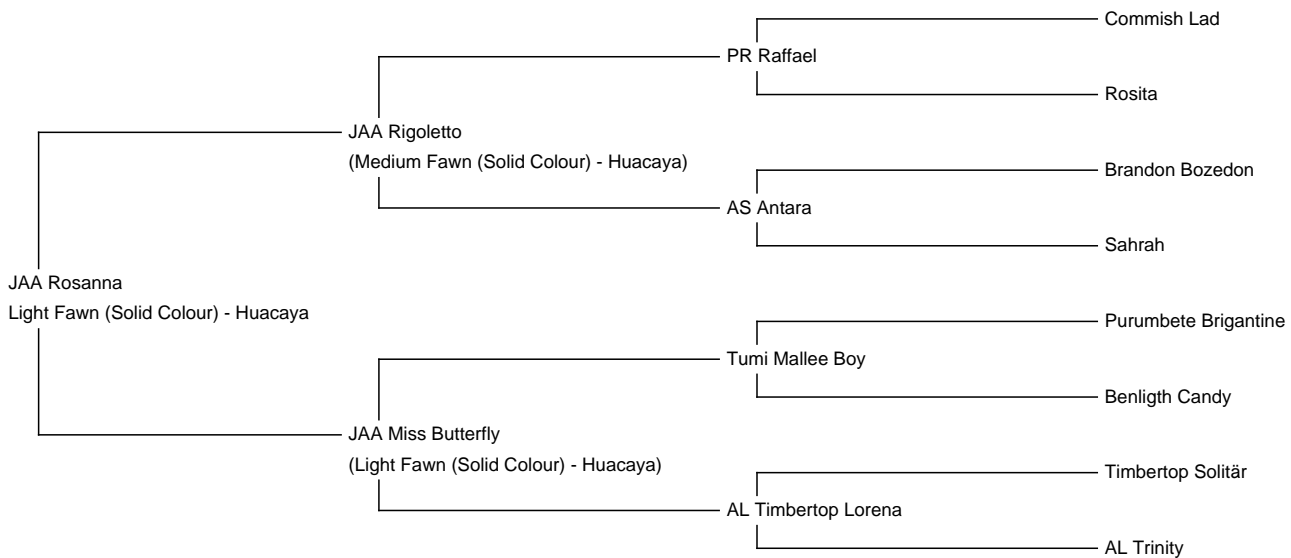 Commish Lad
PR Raffael
Rosita
JAA Rigoletto
(Medium Fawn (Solid Colour) - Huacaya)
Brandon Bozedon
AS Antara
Sahrah
JAA Rosanna
Light Fawn (Solid Colour) - Huacaya
Purumbete Brigantine
Tumi Mallee Boy
Benligth Candy
JAA Miss Butterfly
(Light Fawn (Solid Colour) - Huacaya)
Timbertop Solitär
AL Timbertop Lorena
AL Trinity